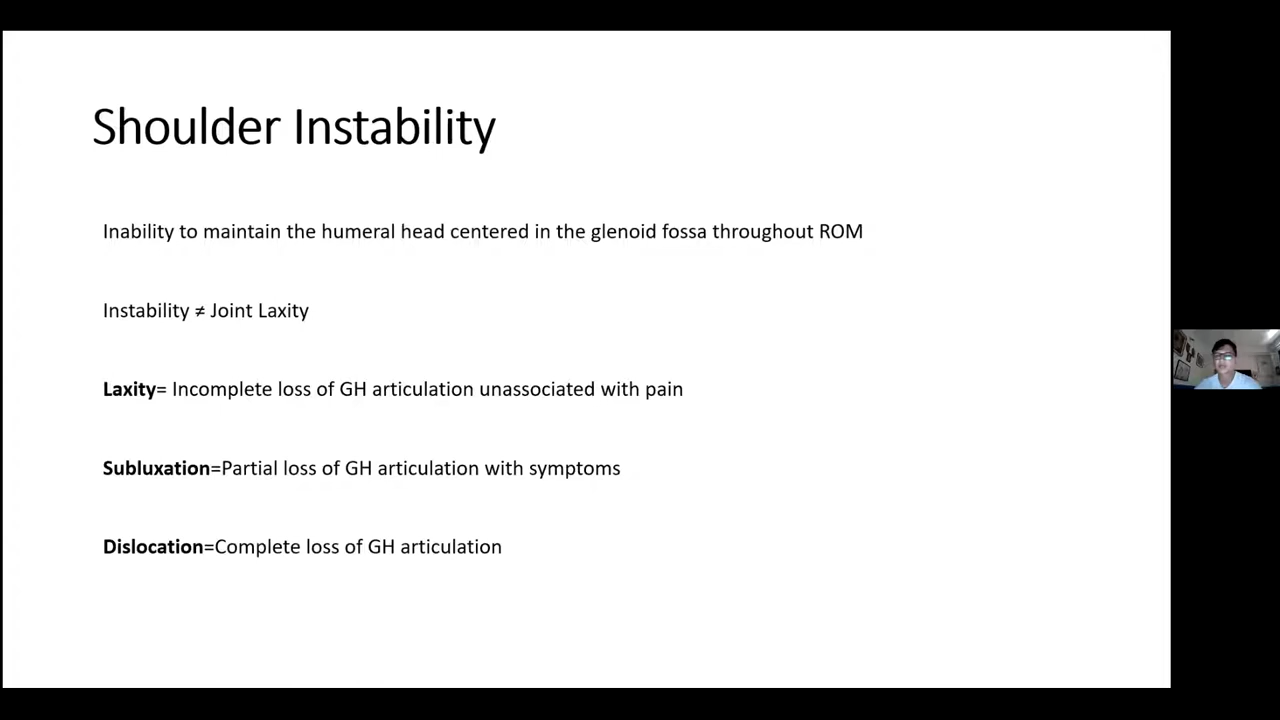 Shoulder Instability
Inability to maintain the humeral head centered in the glenoid fossa throughout ROM
Instability ≠ Joint Laxity
Laxity= Incomplete loss of GH articulation unassociated with pain
Subluxation=Partial loss of GH articulation with symptoms
Dislocation=Complete loss of GH articulation